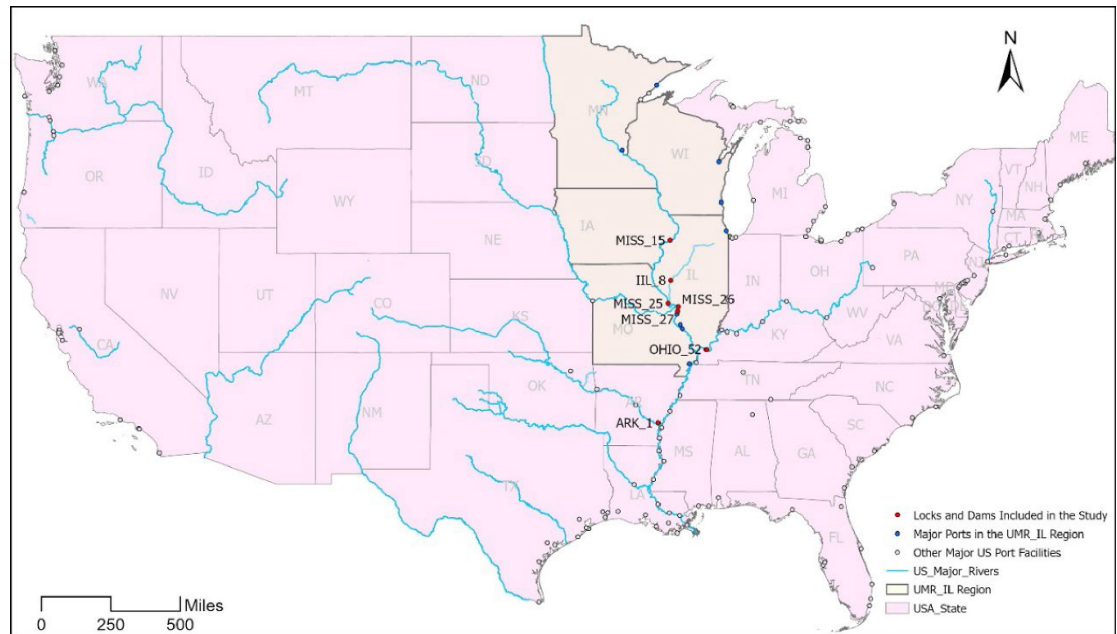 N
WA
MT
ND
MN
ME
OR
ID
SD
WI
VT
NH
NY
MA
CT
MI
WY
IA
NE
PA
NJ
MISS_15
IL
IN
OH
IIL_8
NV
UT
CO
KS
MO
MISS_25
MISS_26
MISS_27
MD
WV
VA
CA
OHIO_52
KY
AZ
NM
OK
AR
TN
NC
ARK_1
MS
AL
GA
SC
TX
LA
FL
Locks and Dams Included in the Study
Major Ports in the UMR_IL Region
Other Major US Port Facilities
US_Major_Rivers
UMR_IL Region
USA_State
Miles
0 250 500